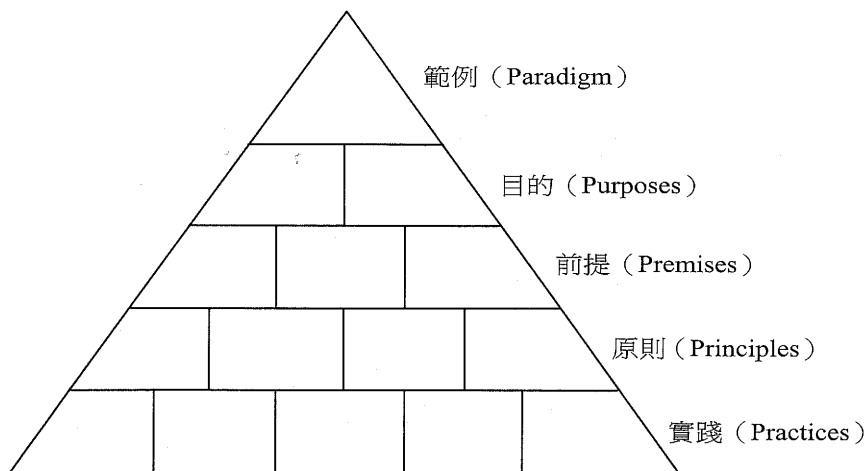 範例（Paradigm）
目的（Purposes）
前提（Premises）
原則（Principles）
實踐（Practices）